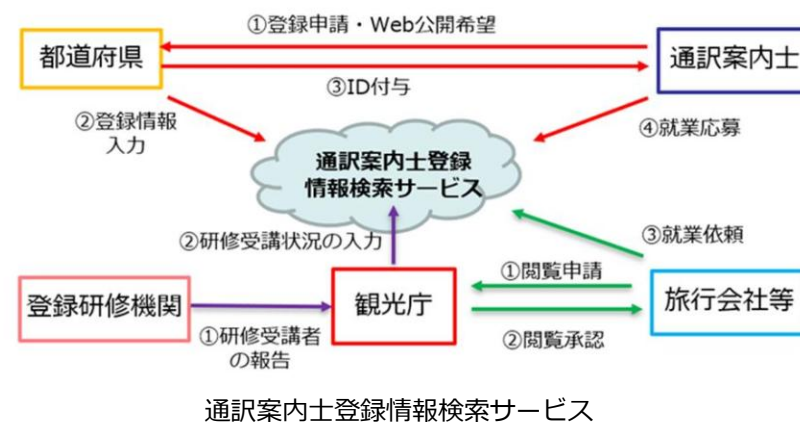 ①登録申請・Web公開希望
都道府県
通訳案内士
③ID付与
②登録情報
入力
④就業応募
通訳案内士登録
情報検索サービス
②研修受講状況の入力
③就業依頼
①閲覧申請
登録研修機関
観光庁
旅行会社等
①研修受講者
の報告
②閲覧承認
通訳案内士登録情報検索サービス